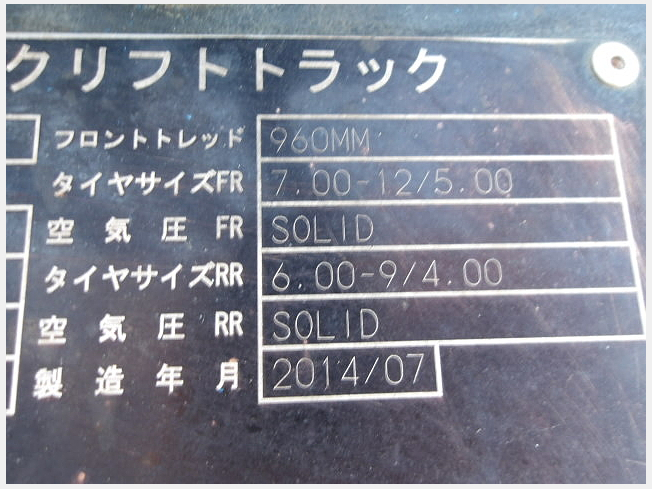 クリフトトラック
フロントトレッド 960MM
タイヤサイズFR 7.00-12/5.00
空気圧 FR SOLID
タイヤサイズRR 6.00-9/4.00
空気圧 RR SOLID
製造年月 2014/07